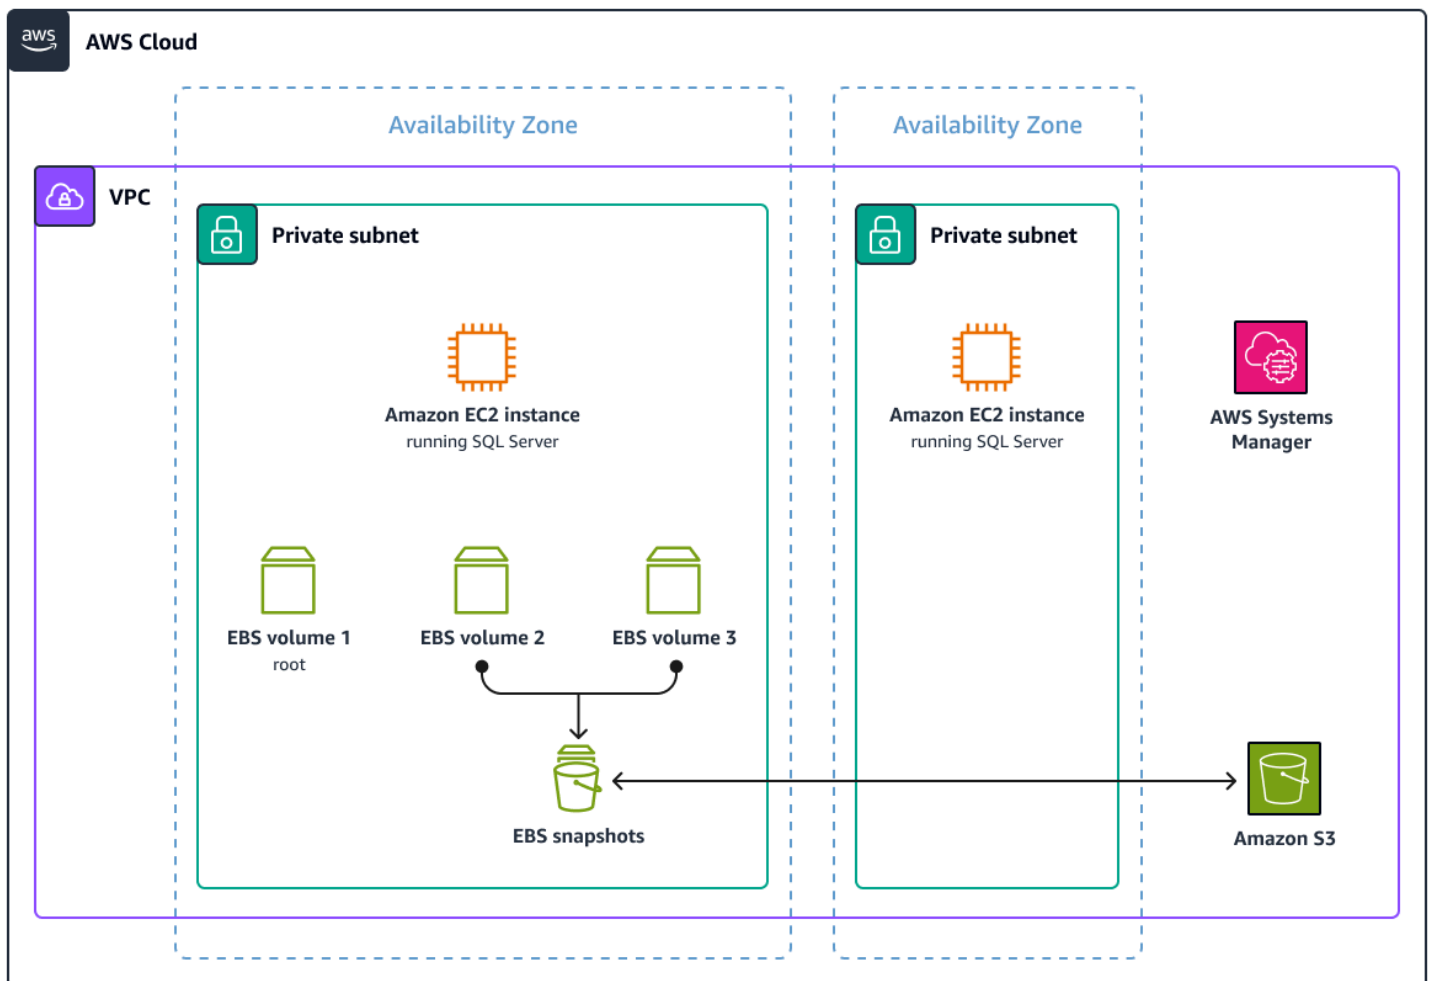 aws
AWS Cloud
Availability Zone
Availability Zone
VPC
Private subnet
Private subnet
Amazon EC2 instance
running SQL Server
Amazon EC2 instance
running SQL Server
AWS Systems
Manager
EBS volume 1
root
EBS volume 2
EBS volume 3
EBS snapshots
Amazon S3